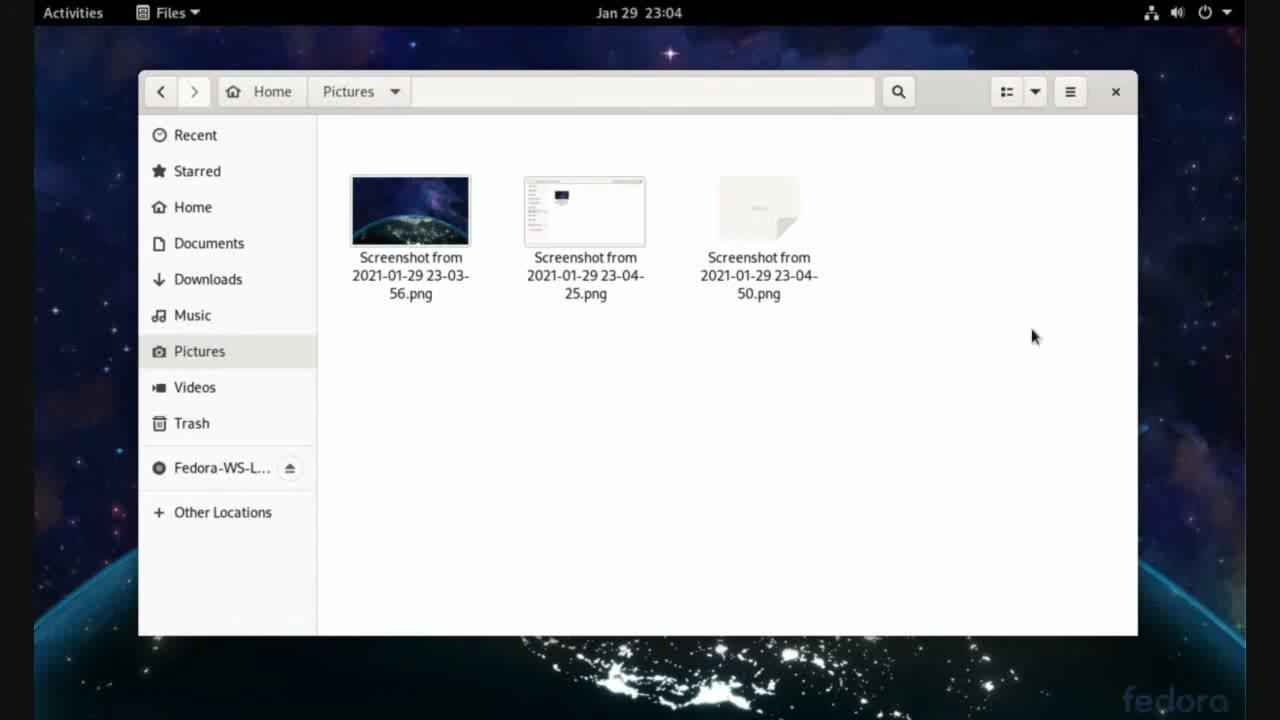 Activities Files Jan 29 23:04
Home Pictures
Recent
Starred
Home
Documents
Downloads
Music
Pictures
Videos
Trash
Fedora-WS-L...
Other Locations
Screenshot from
2021-01-29 23-03-
56.png
Screenshot from
2021-01-29 23-04-
25.png
Screenshot from
2021-01-29 23-04-
50.png
fedora